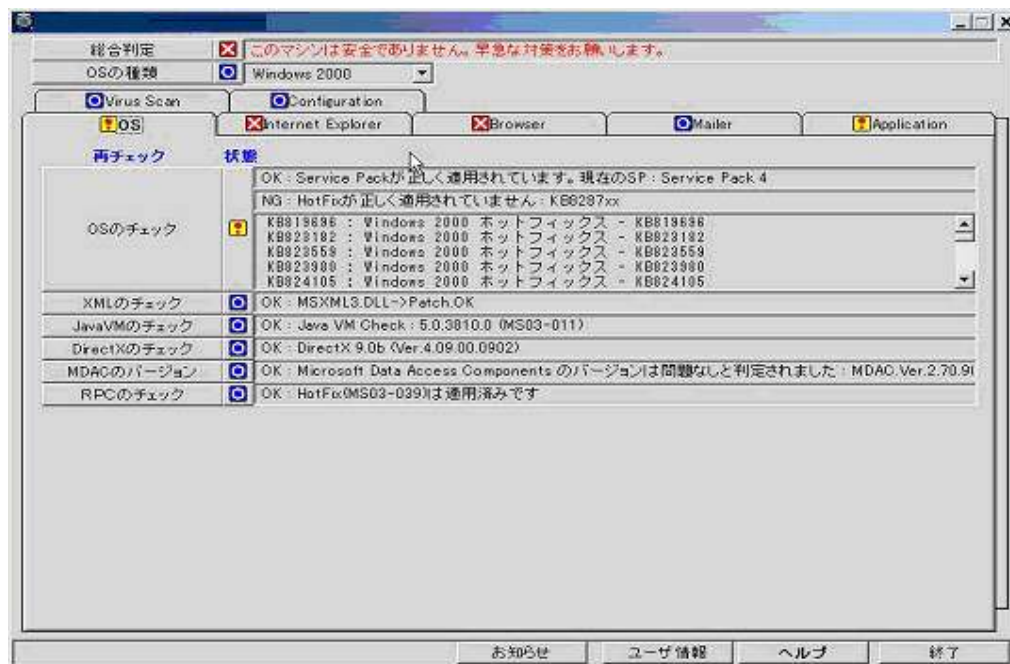 総合判定 このマシンは安全でありません。早急な対策をお願いします。
OSの種類 Windows 2000
Virus Scan Configuration
OS Internet Explorer Browser Mailer Application
再チェック 状態
OSのチェック
OK : Service Packが正しく適用されています。現在のSP : Service Pack 4
NG : HotFixが正しく適用されていません : KB8287xx
KB819696 : Windows 2000 ホットフィックス - KB819696
KB823182 : Windows 2000 ホットフィックス - KB823182
KB823559 : Windows 2000 ホットフィックス - KB823559
KB823980 : Windows 2000 ホットフィックス - KB823980
KB824105 : Windows 2000 ホットフィックス - KB824105
XMLのチェック OK : MSXML3.DLL->Patch.OK
JavaVMのチェック OK : Java VM Check : 5.0.3810.0 (MS03-011)
DirectXのチェック OK : DirectX 9.0b (Ver.4.09.00.0902)
MDACのバージョン OK : Microsoft Data Access Components のバージョンは問題なしと判定されました : MDAC.Ver.2.70.9
RPCのチェック OK : HotFix(MS03-039)は適用済みです
お知らせ ユーザ情報 ヘルプ 終了